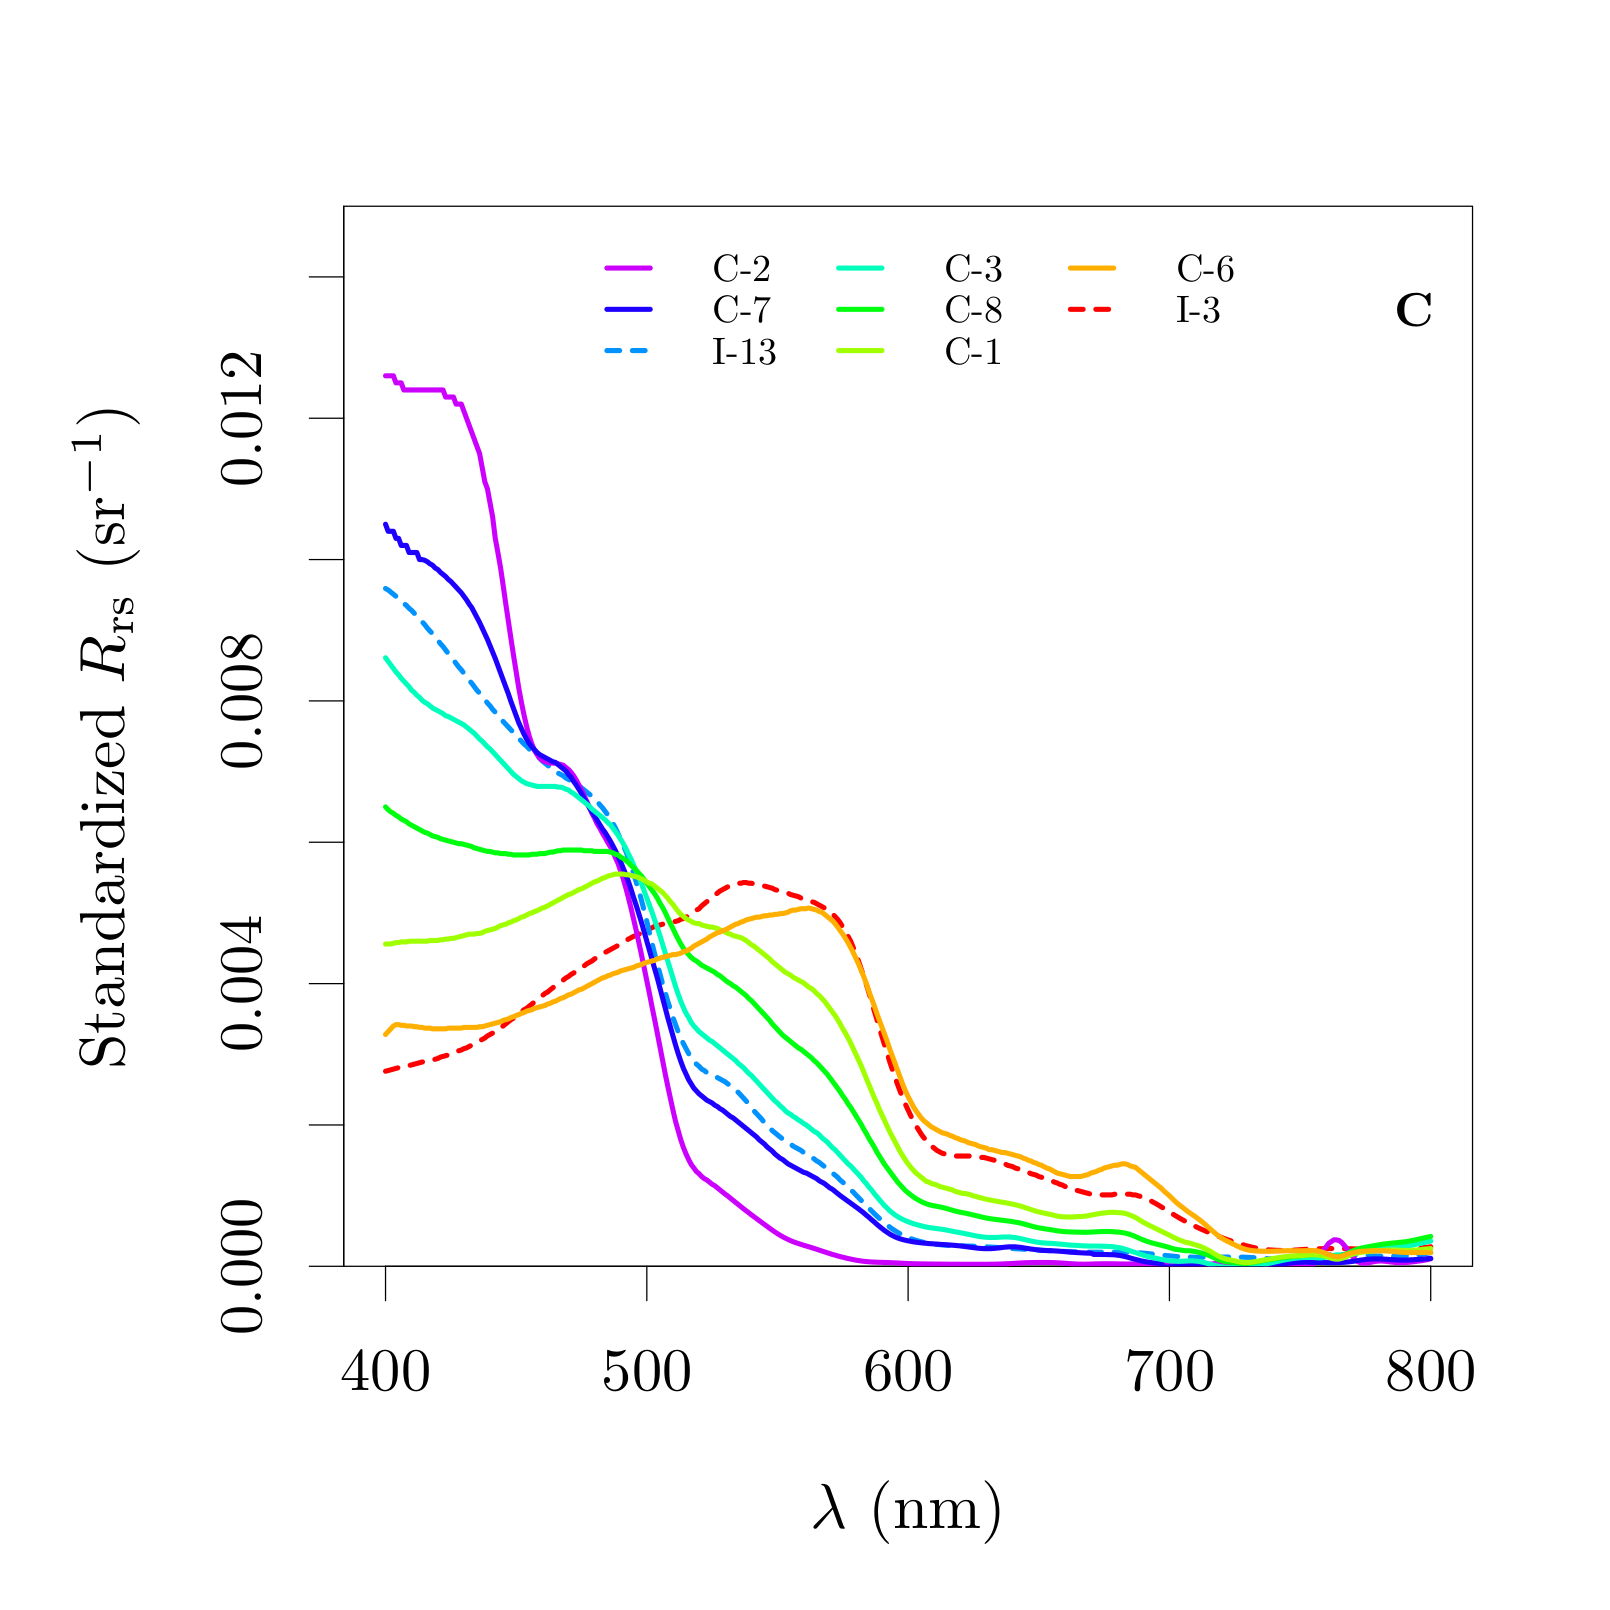 C-2 C-3 C-6
C-7 C-8 I-3
I-13 C-1
C
Standardized Rrs (sr−1)
0.012
0.008
0.004
0.000
400 500 600 700 800
λ (nm)